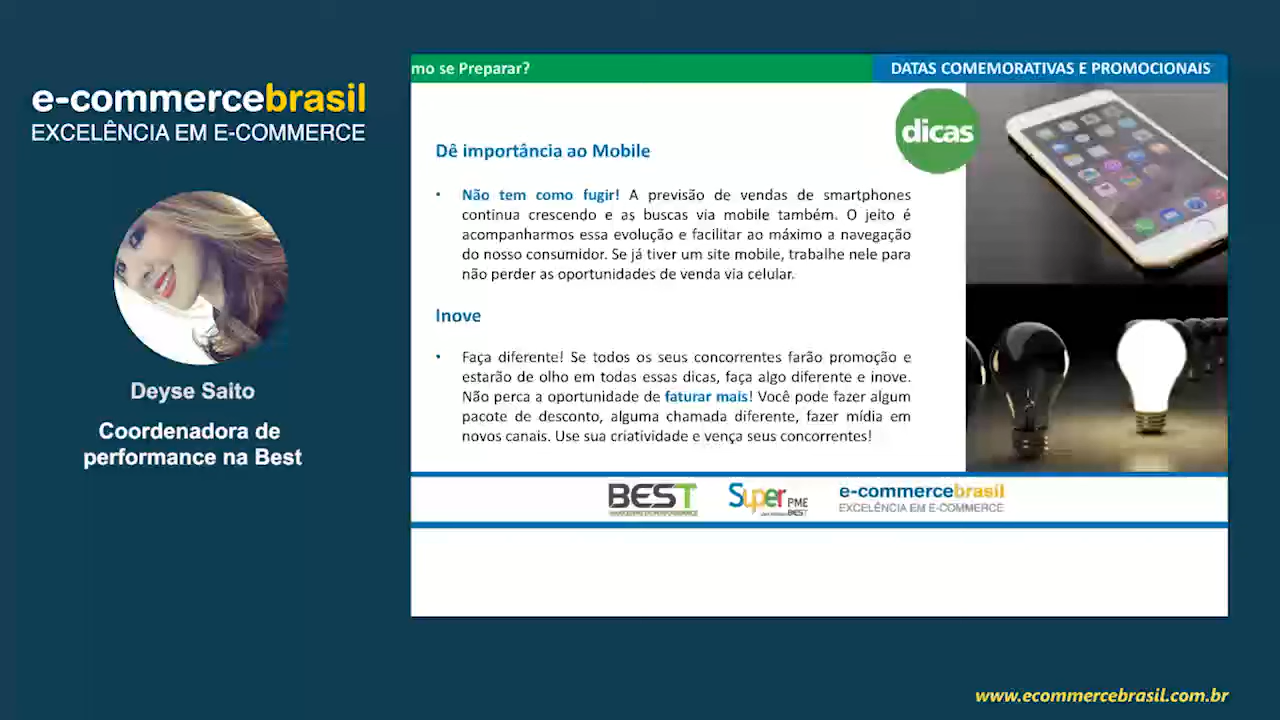 e-commercebrasil
EXCELÊNCIA EM E-COMMERCE
Deyse Saito
Coordenadora de
performance na Best
mo se Preparar?
DATAS COMEMORATIVAS E PROMOCIONAIS
dicas
Dê importância ao Mobile
• Não tem como fugir! A previsão de vendas de smartphones
continua crescendo e as buscas via mobile também. O jeito é
acompanharmos essa evolução e facilitar ao máximo a navegação
do nosso consumidor. Se já tiver um site mobile, trabalhe nele para
não perder as oportunidades de venda via celular.
Inove
• Faça diferente! Se todos os seus concorrentes farão promoção e
estarão de olho em todas essas dicas, faça algo diferente e inove.
Não perca a oportunidade de faturar mais! Você pode fazer algum
pacote de desconto, alguma chamada diferente, fazer mídia em
novos canais. Use sua criatividade e vença seus concorrentes!
BEST
Super PME
BEST
e-commercebrasil
EXCELÊNCIA EM E-COMMERCE
www.ecommercebrasil.com.br